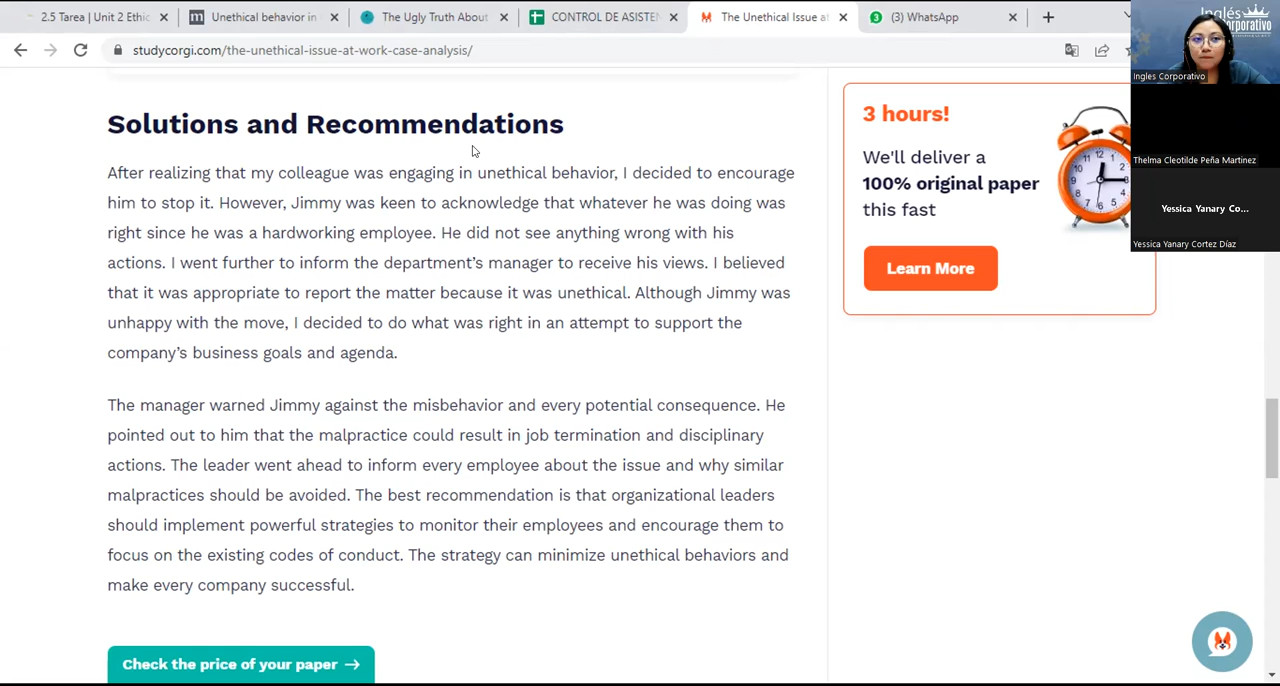 2.5 Tarea | Unit 2 Ethic
Unethical behavior in
The Ugly Truth About
CONTROL DE ASISTEN
The Unethical Issue at
(3) WhatsApp
studycorgi.com/the-unethical-issue-at-work-case-analysis/
Inglés
Corporativo
Ingles Corporativo
Thelma Cleotilde Peña Martinez
Yessica Yanary Co...
Yessica Yanary Cortez Díaz
Solutions and Recommendations
After realizing that my colleague was engaging in unethical behavior, I decided to encourage
him to stop it. However, Jimmy was keen to acknowledge that whatever he was doing was
right since he was a hardworking employee. He did not see anything wrong with his
actions. I went further to inform the department's manager to receive his views. I believed
that it was appropriate to report the matter because it was unethical. Although Jimmy was
unhappy with the move, I decided to do what was right in an attempt to support the
company's business goals and agenda.
The manager warned Jimmy against the misbehavior and every potential consequence. He
pointed out to him that the malpractice could result in job termination and disciplinary
actions. The leader went ahead to inform every employee about the issue and why similar
malpractices should be avoided. The best recommendation is that organizational leaders
should implement powerful strategies to monitor their employees and encourage them to
focus on the existing codes of conduct. The strategy can minimize unethical behaviors and
make every company successful.
Check the price of your paper →
3 hours!
We'll deliver a
100% original paper
this fast
Learn More